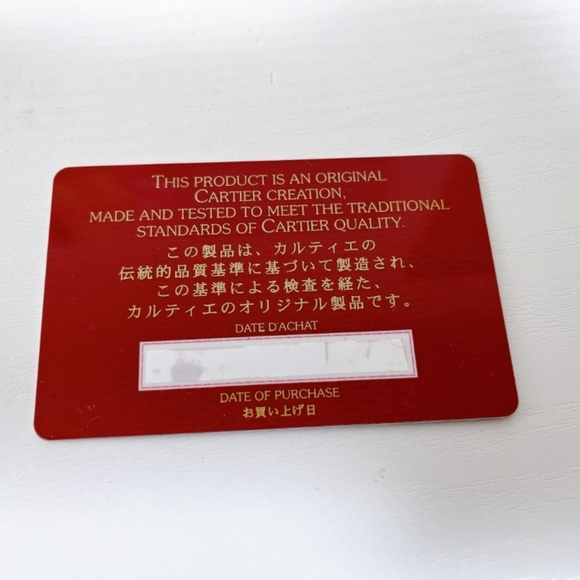 THIS PRODUCT IS AN ORIGINAL
CARTIER CREATION,
MADE AND TESTED TO MEET THE TRADITIONAL
STANDARDS OF CARTIER QUALITY.
この製品は、カルティエの
伝統的品質基準に基づいて製造され、
この基準による検査を経た、
カルティエのオリジナル製品です。
DATE D'ACHAT
DATE OF PURCHASE
お買い上げ日